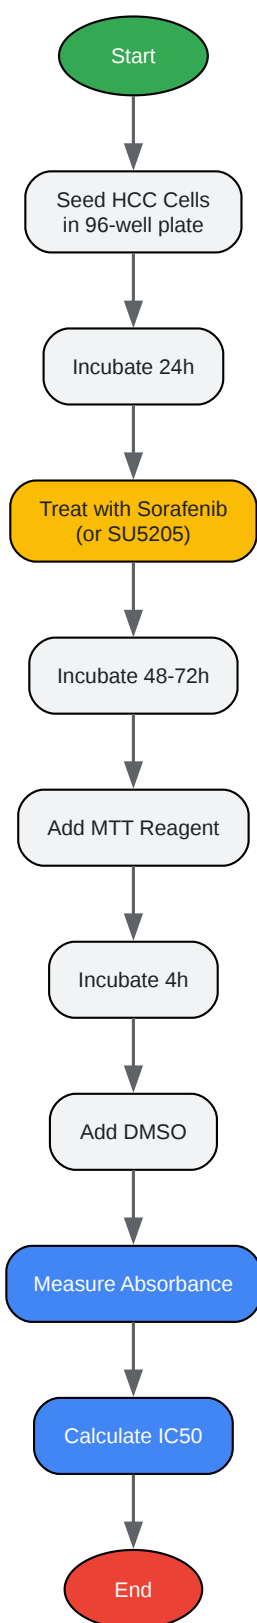 Start
Seed HCC Cells
in 96-well plate
Incubate 24h
Treat with Sorafenib
(or SU5205)
Incubate 48-72h
Add MTT Reagent
Incubate 4h
Add DMSO
Measure Absorbance
Calculate IC50
End